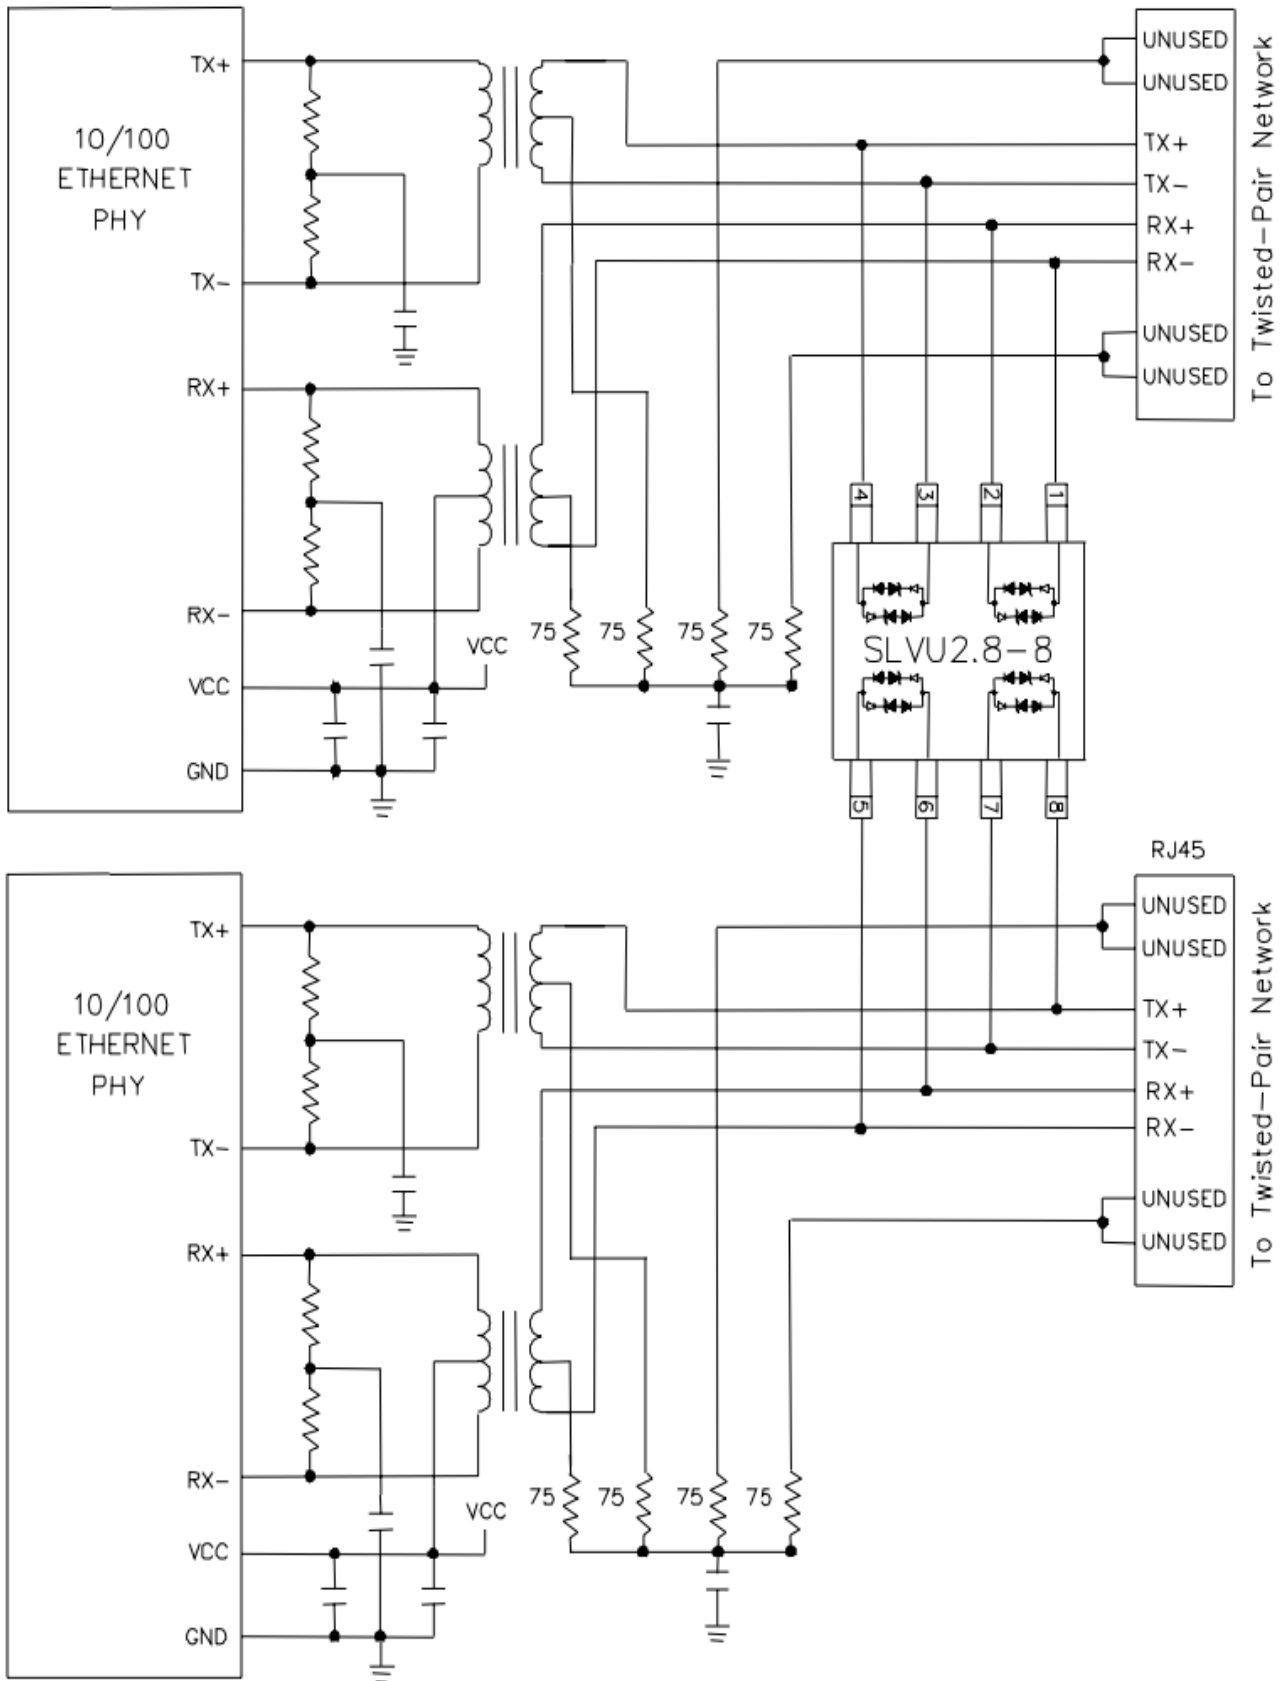 10/100
ETHERNET
PHY
TX+
TX-
RX+
RX-
VCC
GND
VCC
75
75
75
75
UNUSED
UNUSED
TX+
TX-
RX+
RX-
UNUSED
UNUSED
To Twisted-Pair Network
4
3
2
1
SLVU2.8-8
5
6
7
8
RJ45
10/100
ETHERNET
PHY
TX+
TX-
RX+
RX-
VCC
GND
VCC
75
75
75
75
UNUSED
UNUSED
TX+
TX-
RX+
RX-
UNUSED
UNUSED
To Twisted-Pair Network